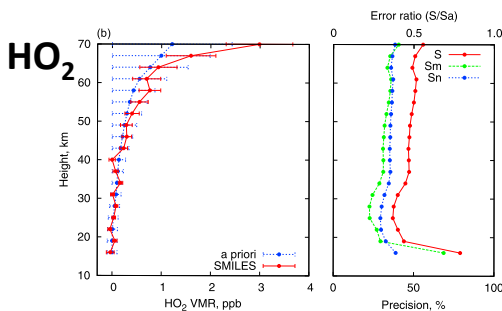 HO2
(b)
Height, km
70
60
50
40
30
20
10
0 1 2 3 4
HO2 VMR, ppb
a priori
SMILES
Error ratio (S/Sa)
0 0.5 1
S
Sm
Sn
0 50 100
Precision, %